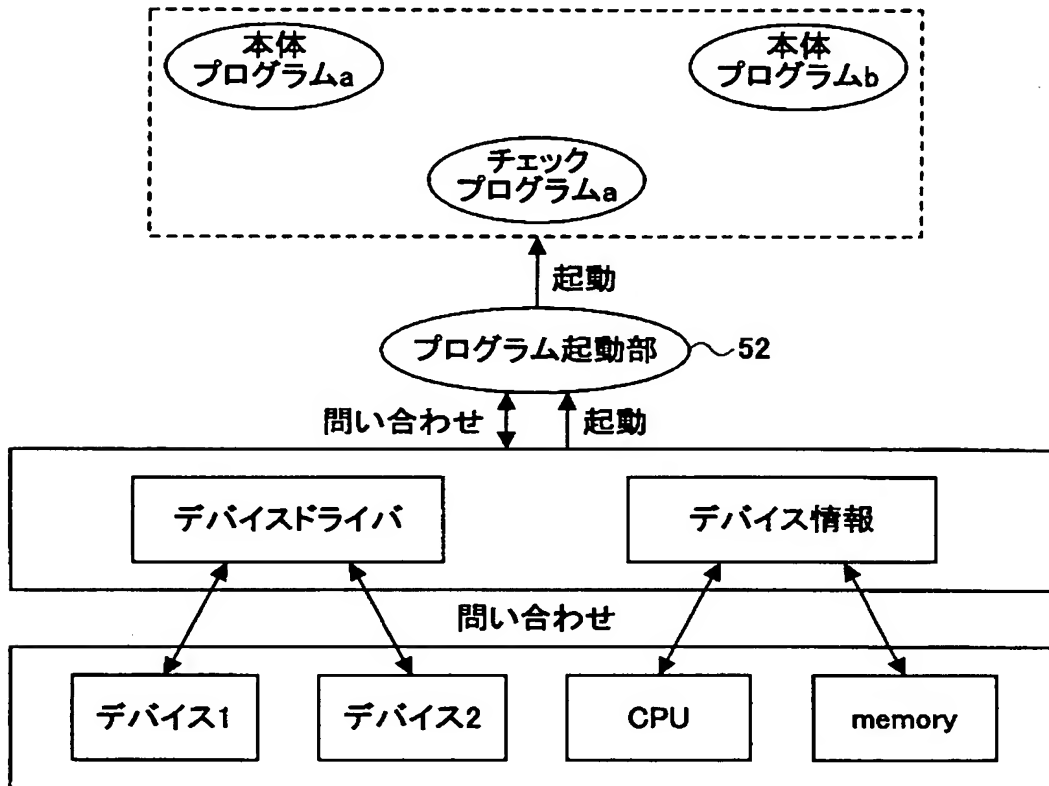 本体
プログラムa
本体
プログラムb
チェック
プログラムa
起動
プログラム起動部
52
問い合わせ
起動
デバイスドライバ
デバイス情報
問い合わせ
デバイス1
デバイス2
CPU
memory